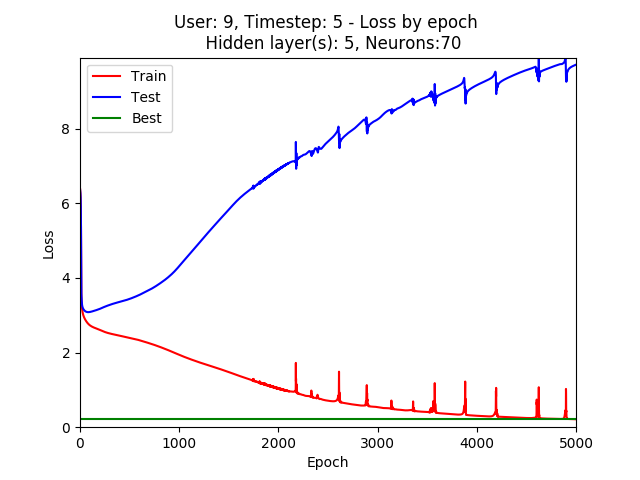 User: 9, Timestep: 5 - Loss by epoch
Hidden layer(s): 5, Neurons:70
Train
Test
Best
8
6
4
2
0
Loss
0 1000 2000 3000 4000 5000
Epoch